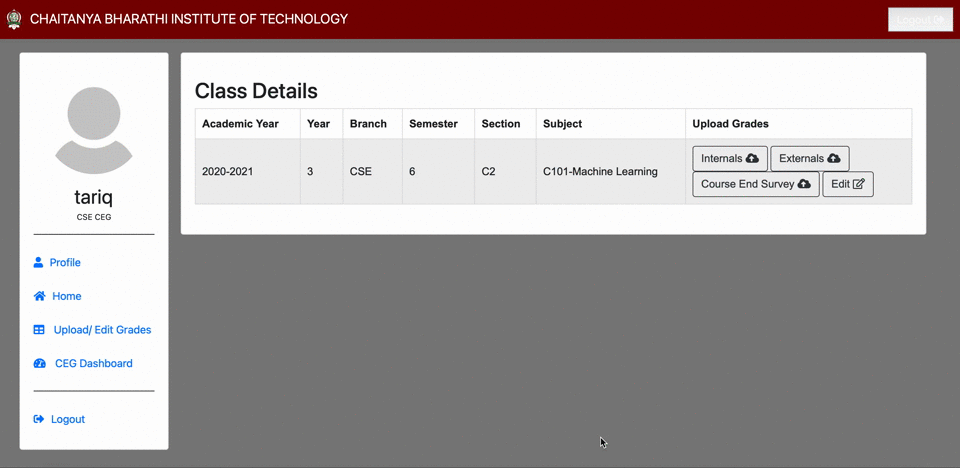 CHAITANYA BHARATHI INSTITUTE OF TECHNOLOGY
Logout
tariq
CSE CEG
Profile
Home
Upload/ Edit Grades
CEG Dashboard
Logout
Class Details
Academic Year Year Branch Semester Section Subject Upload Grades
2020-2021 3 CSE 6 C2 C101-Machine Learning
Internals Externals
Course End Survey Edit